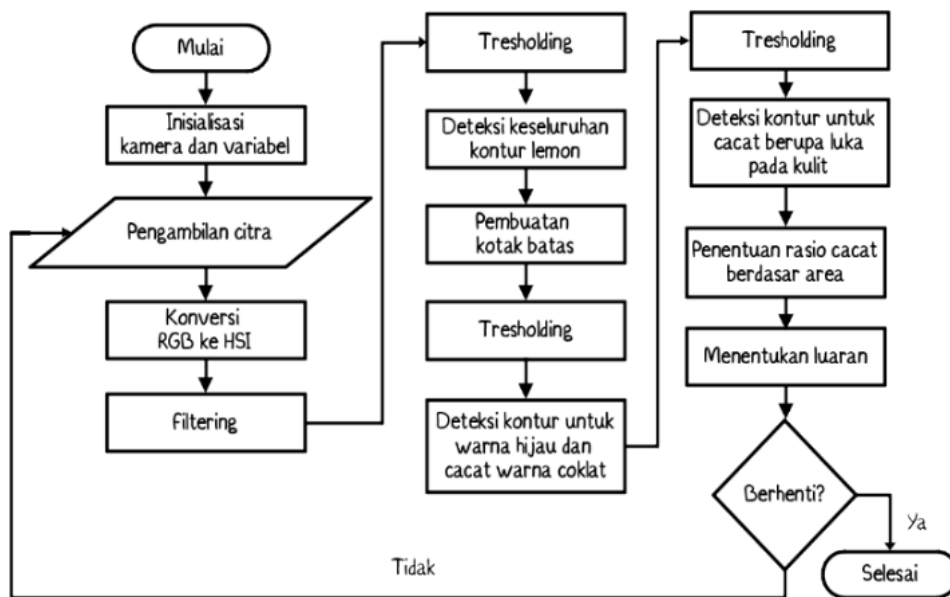 Mulai
Inisialisasi
kamera dan variabel
Pengambilan citra
Konversi
RGB ke HSI
Filtering
Tresholding
Deteksi keseluruhan
kontur lemon
Pembuatan
kotak batas
Tresholding
Deteksi kontur untuk
warna hijau dan
cacat warna coklat
Tresholding
Deteksi kontur untuk
cacat berupa luka
pada kulit
Penentuan rasio cacat
berdasar area
Menentukan luaran
Berhenti?
Ya
Selesai
Tidak